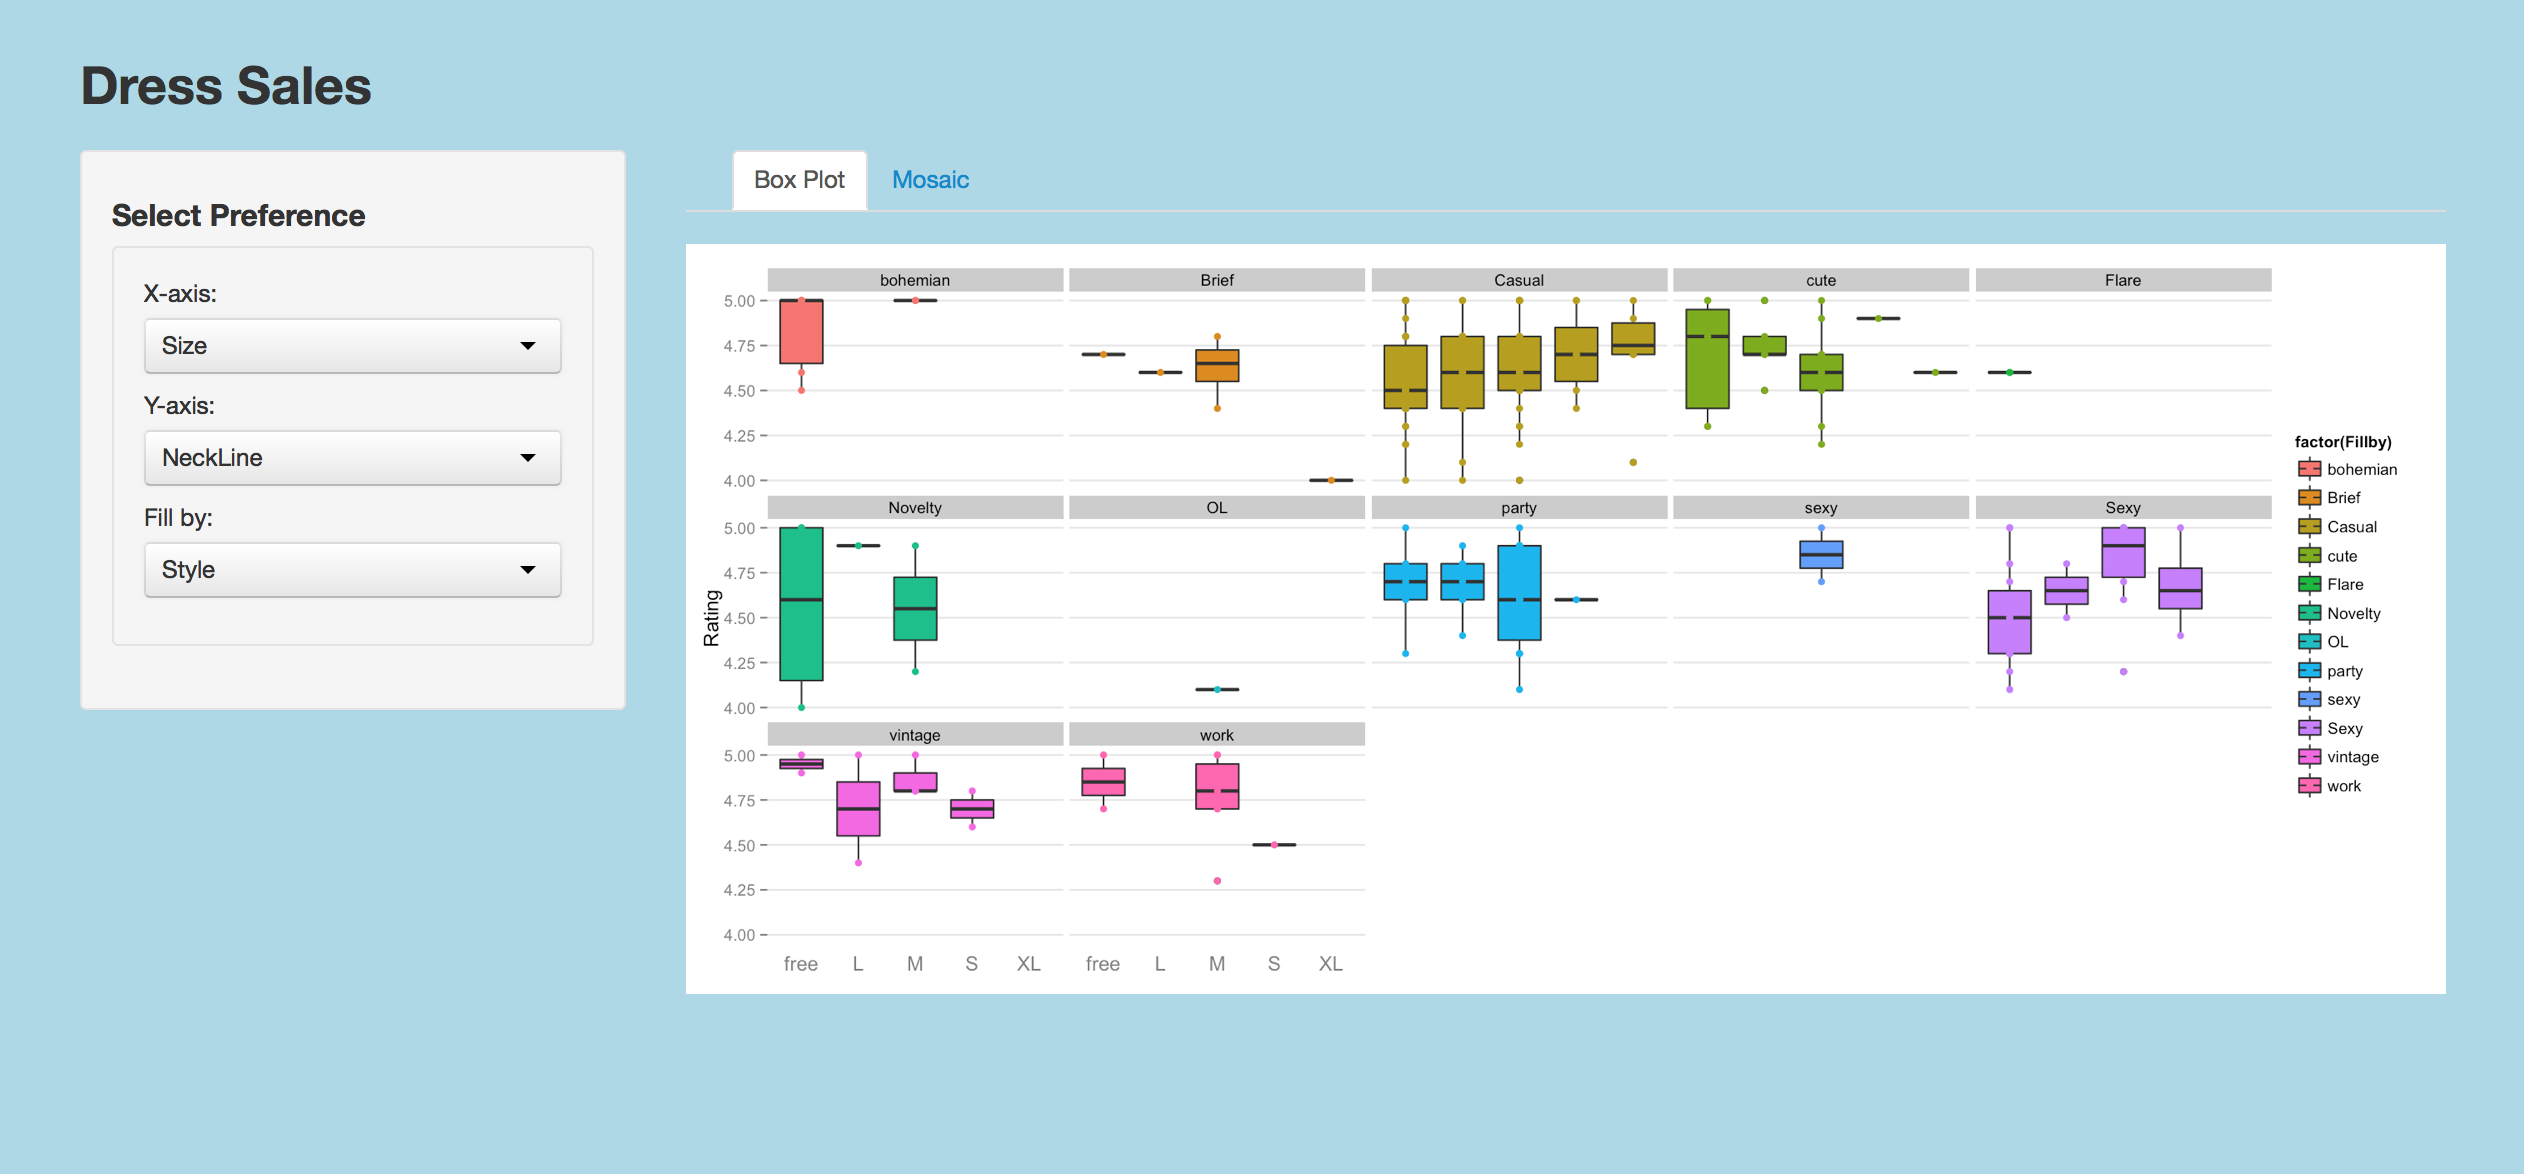 Dress Sales
Select Preference
X-axis:
Size
Y-axis:
NeckLine
Fill by:
Style
Box Plot Mosaic
bohemian Brief Casual cute Flare
5.00
4.75
4.50
4.25
4.00
Novelty OL party sexy Sexy
5.00
4.75
4.50
4.25
4.00
Rating
vintage work
5.00
4.75
4.50
4.25
4.00
free L M S XL free L M S XL
factor(Fillby)
bohemian
Brief
Casual
cute
Flare
Novelty
OL
party
sexy
Sexy
vintage
work